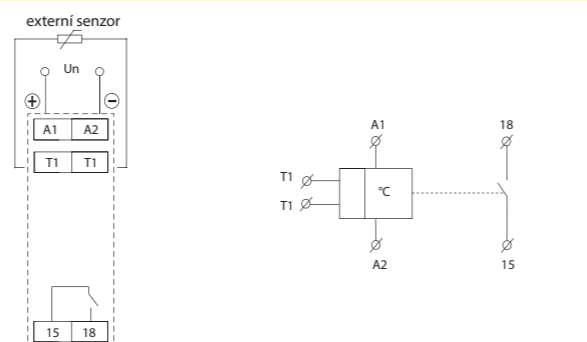 externí senzor
Un
+ −
A1 A2
T1 T1
15 18
A1 18
T1
°C
T1
A2 15